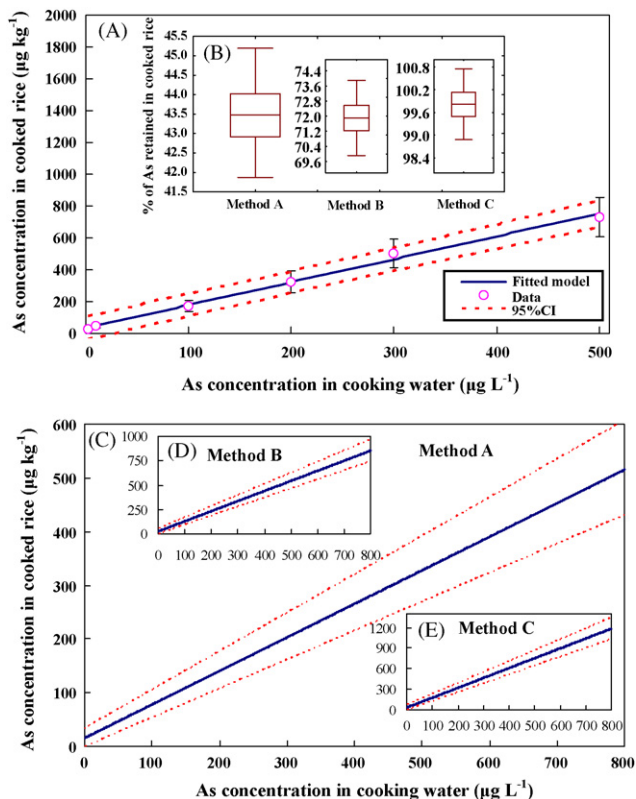 (A)
As concentration in cooked rice (μg kg-1)
2000
1800
1600
1400
1200
1000
800
600
400
200
0
(B)
% of As retained in cooked rice
45.5
45.0
44.5
44.0
43.5
43.0
42.5
42.0
41.5
74.4
73.6
72.8
72.0
71.2
70.4
69.6
100.8
100.2
99.6
99.0
98.4
Method A
Method B
Method C
Fitted model
Data
95%CI
0 100 200 300 400 500
As concentration in cooking water (μg L-1)
(C)
As concentration in cooked rice (μg kg-1)
600
500
400
300
200
100
0
Method A
(D)
Method B
1000
750
500
250
0
0 100 200 300 400 500 600 700 800
(E)
Method C
1200
900
600
300
0
0 100 200 300 400 500 600 700 800
0 100 200 300 400 500 600 700 800
As concentration in cooking water (μg L-1)